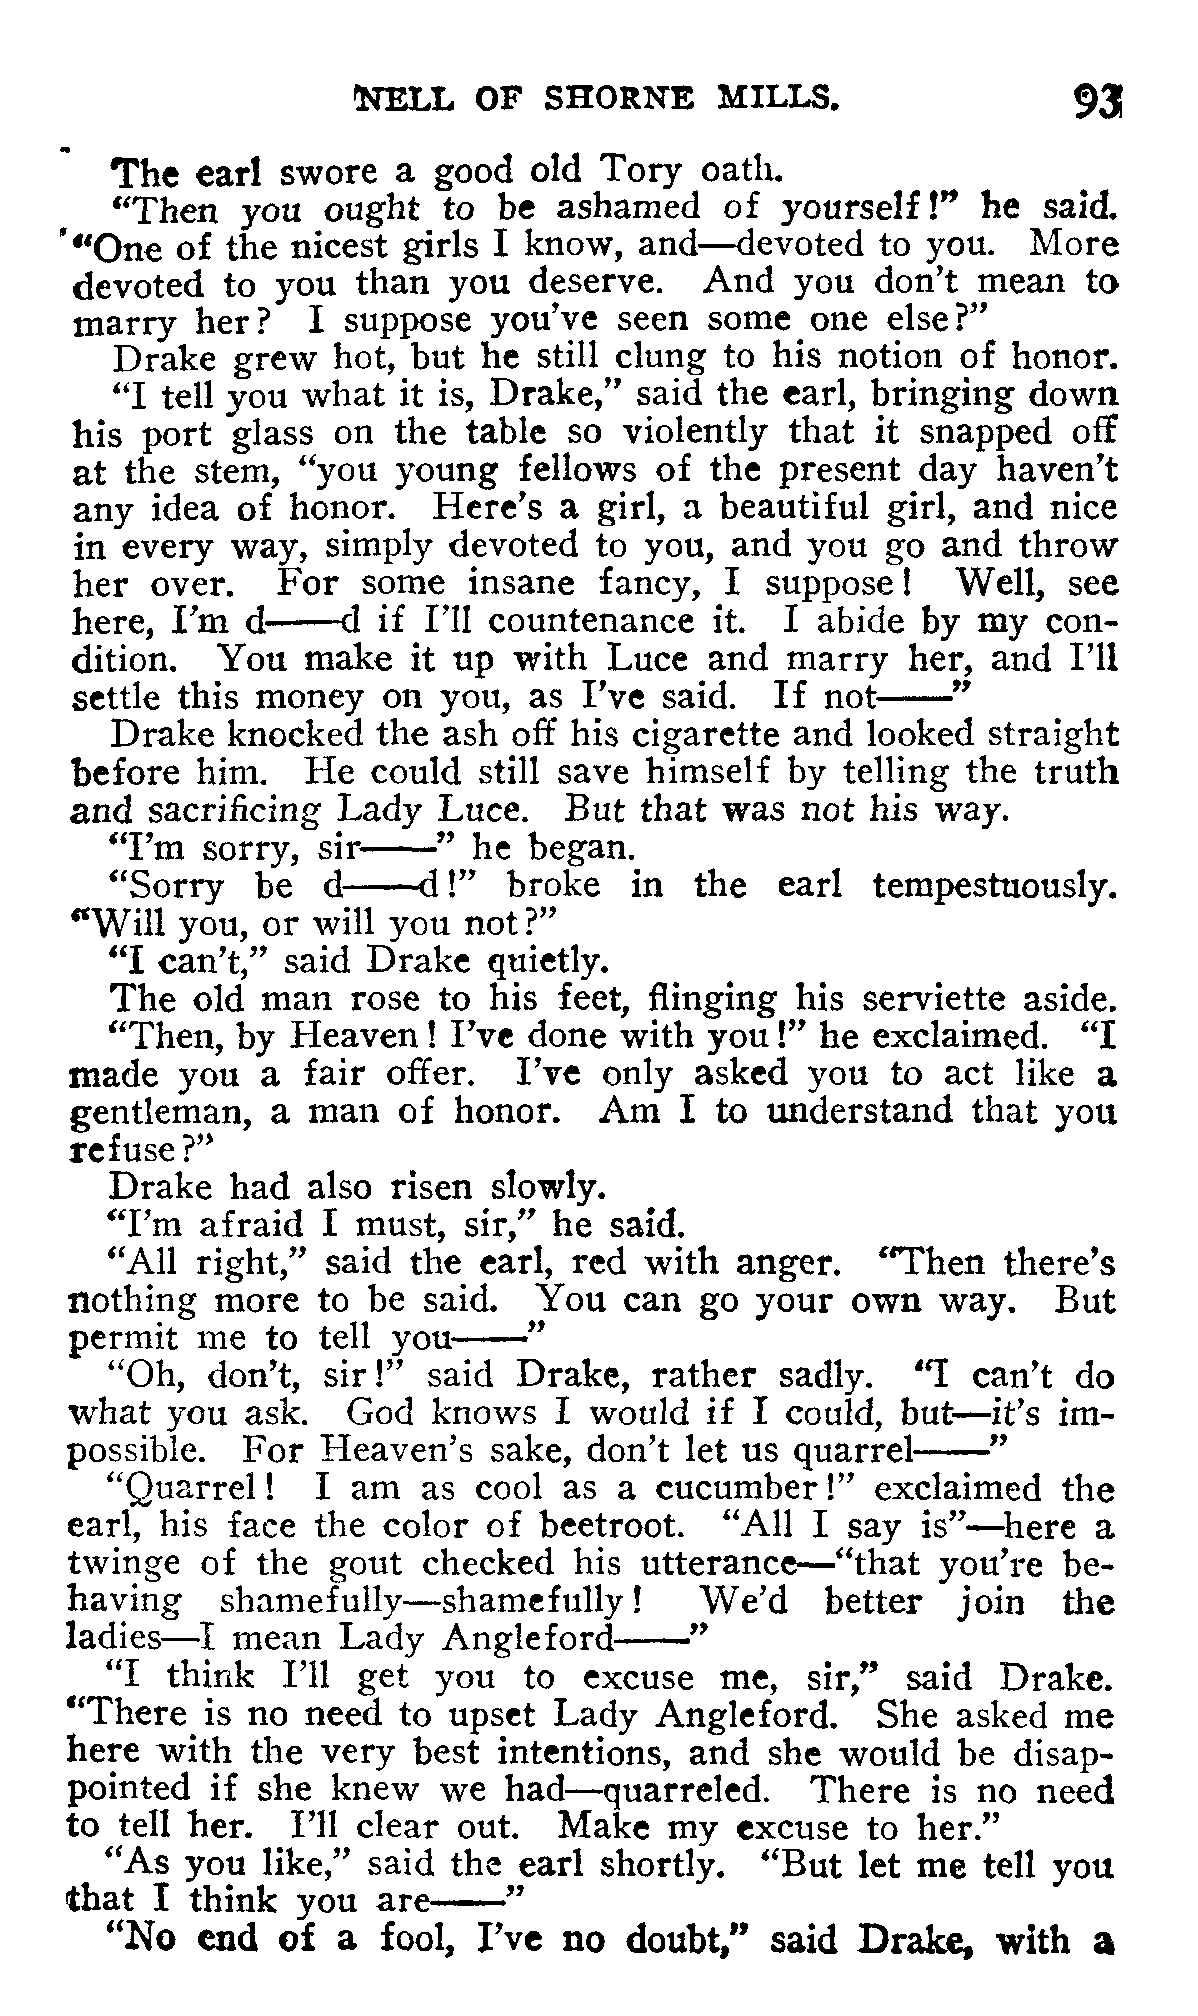 NELL OF SHORNE MILLS. 93
The earl swore a good old Tory oath.
“Then you ought to be ashamed of yourself!” he said.
“One of the nicest girls I know, and—devoted to you. More
devoted to you than you deserve. And you don’t mean to
marry her? I suppose you’ve seen some one else?”
Drake grew hot, but he still clung to his notion of honor.
“I tell you what it is, Drake,” said the earl, bringing down
his port glass on the table so violently that it snapped off
at the stem, “you young fellows of the present day haven’t
any idea of honor. Here’s a girl, a beautiful girl, and nice
in every way, simply devoted to you, and you go and throw
her over. For some insane fancy, I suppose! Well, see
here, I’m d——d if I’ll countenance it. I abide by my con-
dition. You make it up with Luce and marry her, and I’ll
settle this money on you, as I’ve said. If not——”
Drake knocked the ash off his cigarette and looked straight
before him. He could still save himself by telling the truth
and sacrificing Lady Luce. But that was not his way.
“I’m sorry, sir——” he began.
“Sorry be d——d!” broke in the earl tempestuously.
“Will you, or will you not?”
“I can’t,” said Drake quietly.
The old man rose to his feet, flinging his serviette aside.
“Then, by Heaven! I’ve done with you!” he exclaimed. “I
made you a fair offer. I’ve only asked you to act like a
gentleman, a man of honor. Am I to understand that you
refuse?”
Drake had also risen slowly.
“I’m afraid I must, sir,” he said.
“All right,” said the earl, red with anger. “Then there’s
nothing more to be said. You can go your own way. But
permit me to tell you——”
“Oh, don’t, sir!” said Drake, rather sadly. “I can’t do
what you ask. God knows I would if I could, but—it’s im-
possible. For Heaven’s sake, don’t let us quarrel——”
“Quarrel! I am as cool as a cucumber!” exclaimed the
earl, his face the color of beetroot. “All I say is”—here a
twinge of the gout checked his utterance—“that you’re be-
having shamefully—shamefully! We’d better join the
ladies—I mean Lady Angleford——”
“I think I’ll get you to excuse me, sir,” said Drake.
“There is no need to upset Lady Angleford. She asked me
here with the very best intentions, and she would be disap-
pointed if she knew we had—quarreled. There is no need
to tell her. I’ll clear out. Make my excuse to her.”
“As you like,” said the earl shortly. “But let me tell you
that I think you are——”
“No end of a fool, I’ve no doubt,” said Drake, with a